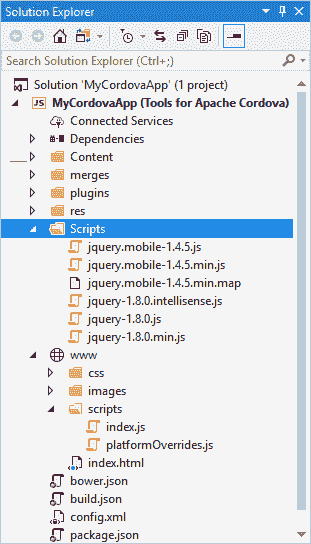 Solution Explorer
Search Solution Explorer (Ctrl+;)
Solution 'MyCordovaApp' (1 project)
JS MyCordovaApp (Tools for Apache Cordova)
Connected Services
Dependencies
Content
merges
plugins
res
Scripts
jquery.mobile-1.4.5.js
jquery.mobile-1.4.5.min.js
jquery.mobile-1.4.5.min.map
jquery-1.8.0.intellisense.js
jquery-1.8.0.js
jquery-1.8.0.min.js
www
css
images
scripts
index.js
platformOverrides.js
index.html
bower.json
build.json
config.xml
package.json